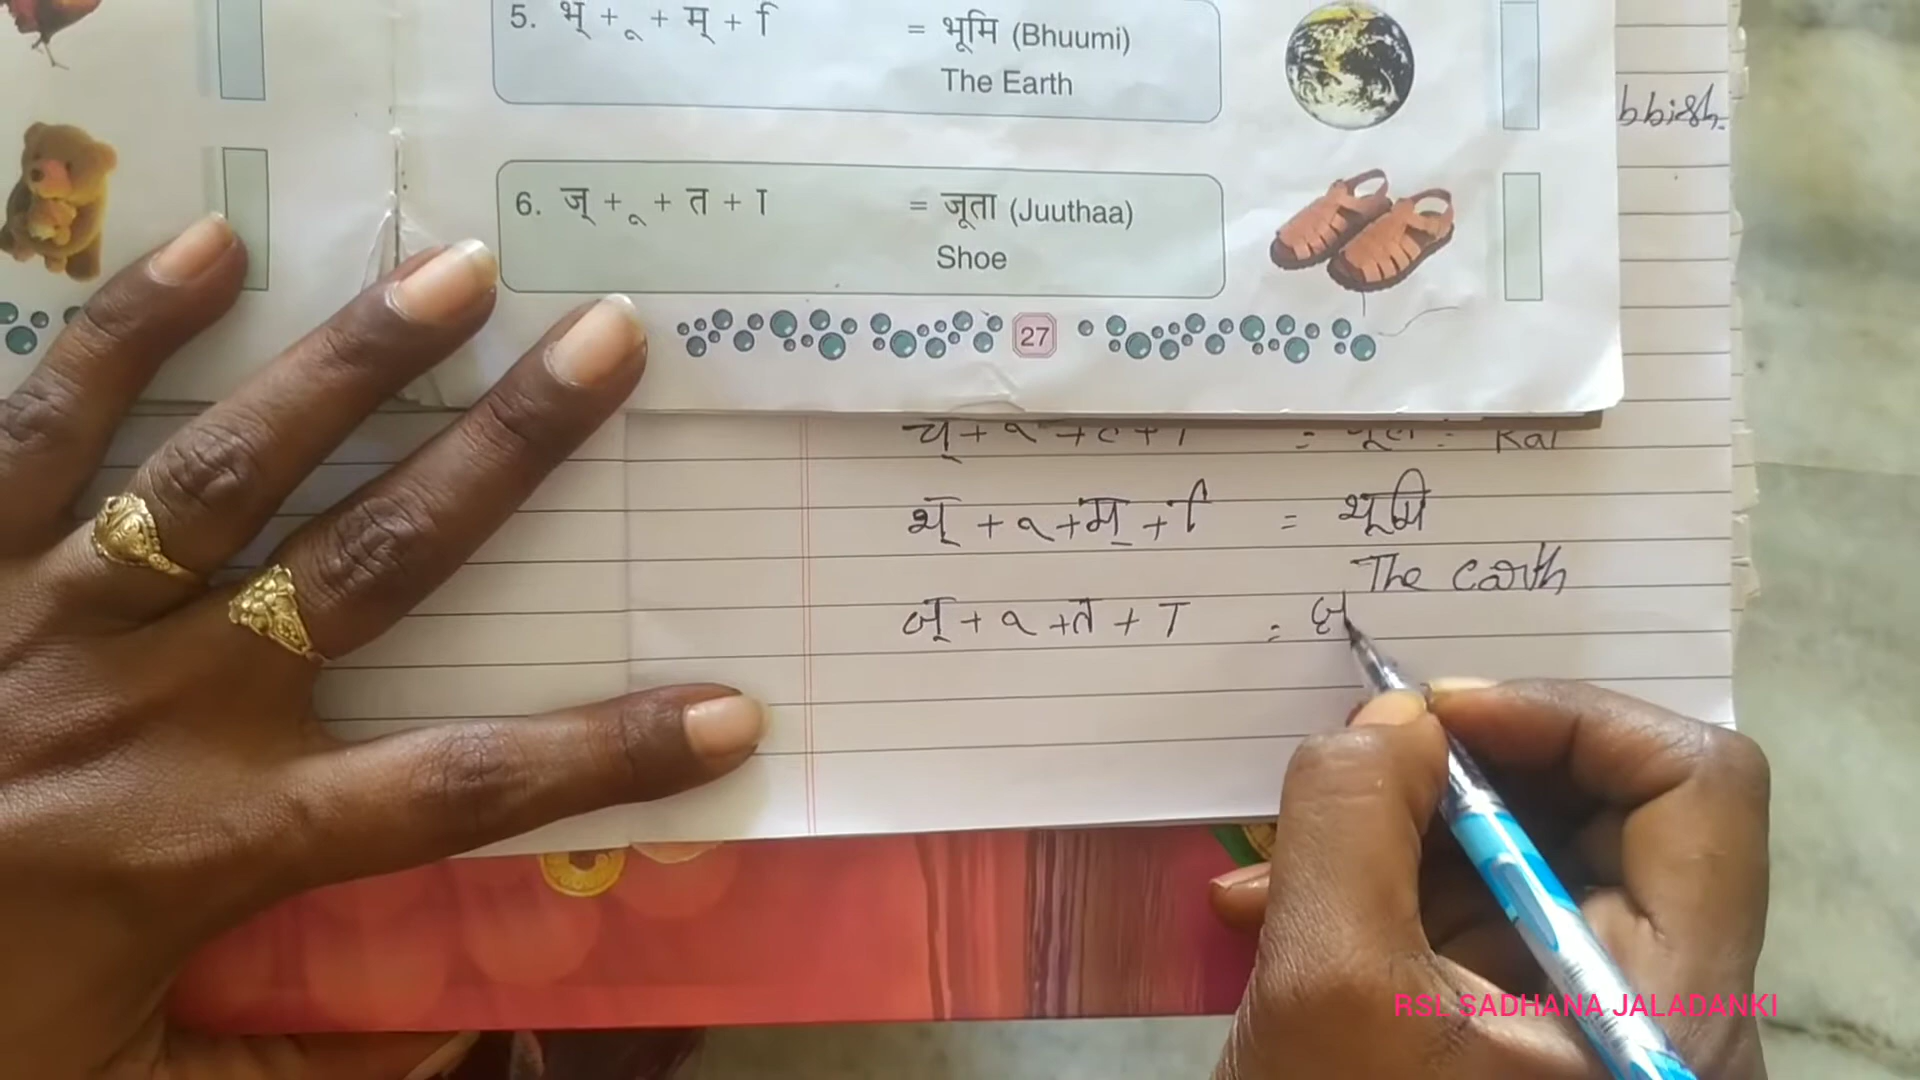 5. भ् + ू + म् + ि = भूमि (Bhuumi)
The Earth
bbish.
6. ज् + ू + त + ा = जूता (Juuthaa)
Shoe
27
भ् + ू + म् + ि = भूमि
The earth
ज् + ू + त + ा =
RSL SADHANA JALADANKI